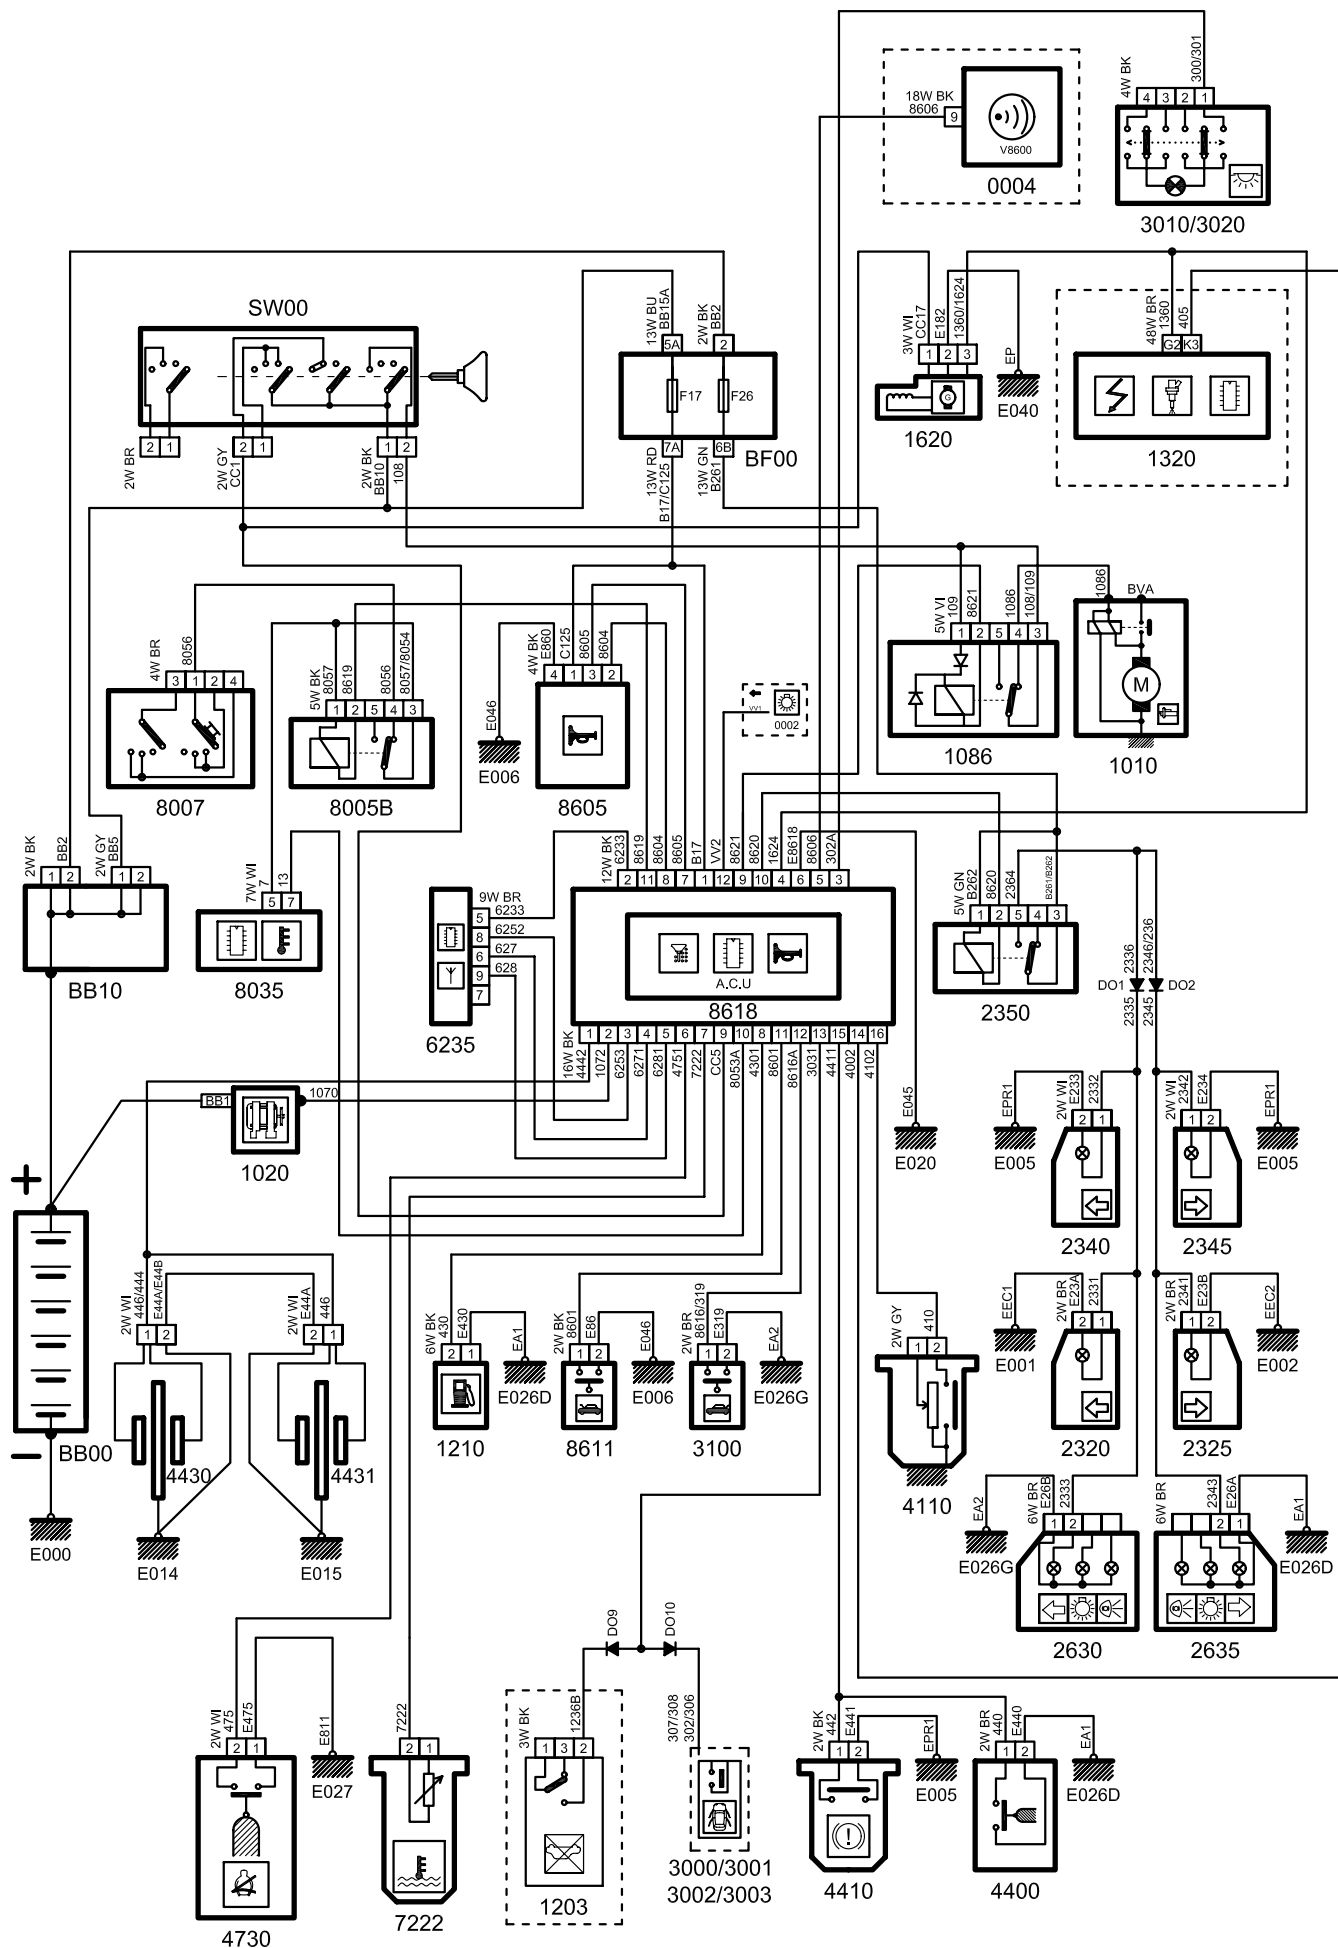 300/301
4W BK
4 3 2 1
3010/3020
18W BK
8606
9
V8600
0004
SW00
2 1
2W BR
2 1
2W GY
CC1
1 2
2W BK
BB10
108
13W BU
BB15A
2W BK
BB2
5A
2
F17
F26
7A
6B
BF00
13W RD
B17/C125
13W GN
B261
3W WI
CC17
E182
1360/1624
1 2 3
G
1620
EP
E040
48W BR
1360
405
G2 K3
1320
4W BR
8056
3 1 2 4
8007
5W BK
8057
8619
8056
8057/8054
1 2 5 4 3
8005B
4W BK
E860
C125
8605
8604
4 1 3 2
8605
E046
E006
VV1
0002
5W VI
109
8621
1086
108/109
1 2 5 4 3
1086
1086
BVA
M
1010
2W BK
BB2
2W GY
BB5
1 2
1 2
BB10
7W WI
7
13
5 7
8035
9W BR
6233
6252
627
628
5
8
6
9
7
6235
12W BK
6233
8619
8604
8605
B17
VV2
8621
8620
1624
E8618
8606
302A
2 11 8 7 1 12 9 10 4 6 5 3
A.C.U
8618
1 2 3 4 5 6 7 9 10 8 11 12 13 15 14 16
16W BK
4442
1072
6253
6271
6281
4751
7222
CC5
8053A
4301
8601
8616A
3031
4411
4002
4102
5W GN
B262
8620
2364
B261/B262
1 2 5 4 3
2350
2336
2346/236
DO1
DO2
2335
2345
BB1
1070
1020
E045
E020
EPR1
E005
2W WI
E233
2332
2 1
2340
2W WI
2342
E234
1 2
2345
EPR1
E005
+
−
BB00
E000
2W WI
446/444
E44A/E44B
1 2
4430
E014
2W WI
E44A
446
2 1
4431
E015
6W BK
430
E430
2 1
1210
EA1
E026D
2W BK
8601
E86
1 2
8611
E046
E006
2W BR
8616/319
E319
1 2
3100
EA2
E026G
2W GY
410
1 2
4110
EEC1
E001
2W BR
E23A
2331
2 1
2320
2W BR
2341
E23B
1 2
2325
EEC2
E002
EA2
E026G
6W BR
E26B
2333
1 2
2630
6W BR
2343
E26A
2 1
2635
EA1
E026D
2W WI
475
E475
2 1
4730
E811
E027
7222
2 1
7222
DO9
DO10
3W BK
1236B
1 3 2
1203
307/308
302/306
3000/3001
3002/3003
2W BK
442
E441
1 2
4410
EPR1
E005
2W BR
440
E440
1 2
4400
EA1
E026D